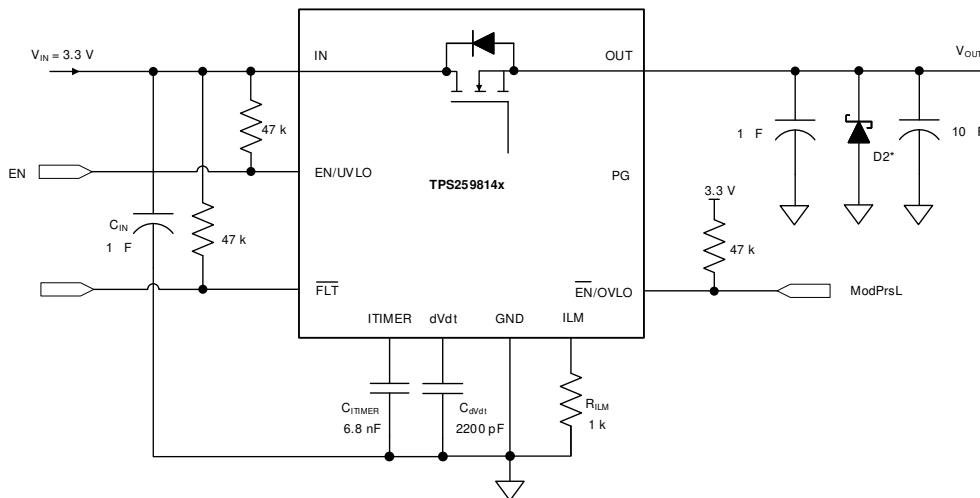 V_IN = 3.3 V
IN
OUT
V_OUT
47 k
1 F
D2*
10 F
EN
EN/UVLO
TPS259814x
PG
3.3 V
C_IN
1 F
47 k
47 k
FLT
EN/OVLO
ModPrsL
ITIMER
dVdt
GND
ILM
C_ITIMER
6.8 nF
C_dVdt
2200 pF
R_ILM
1 k